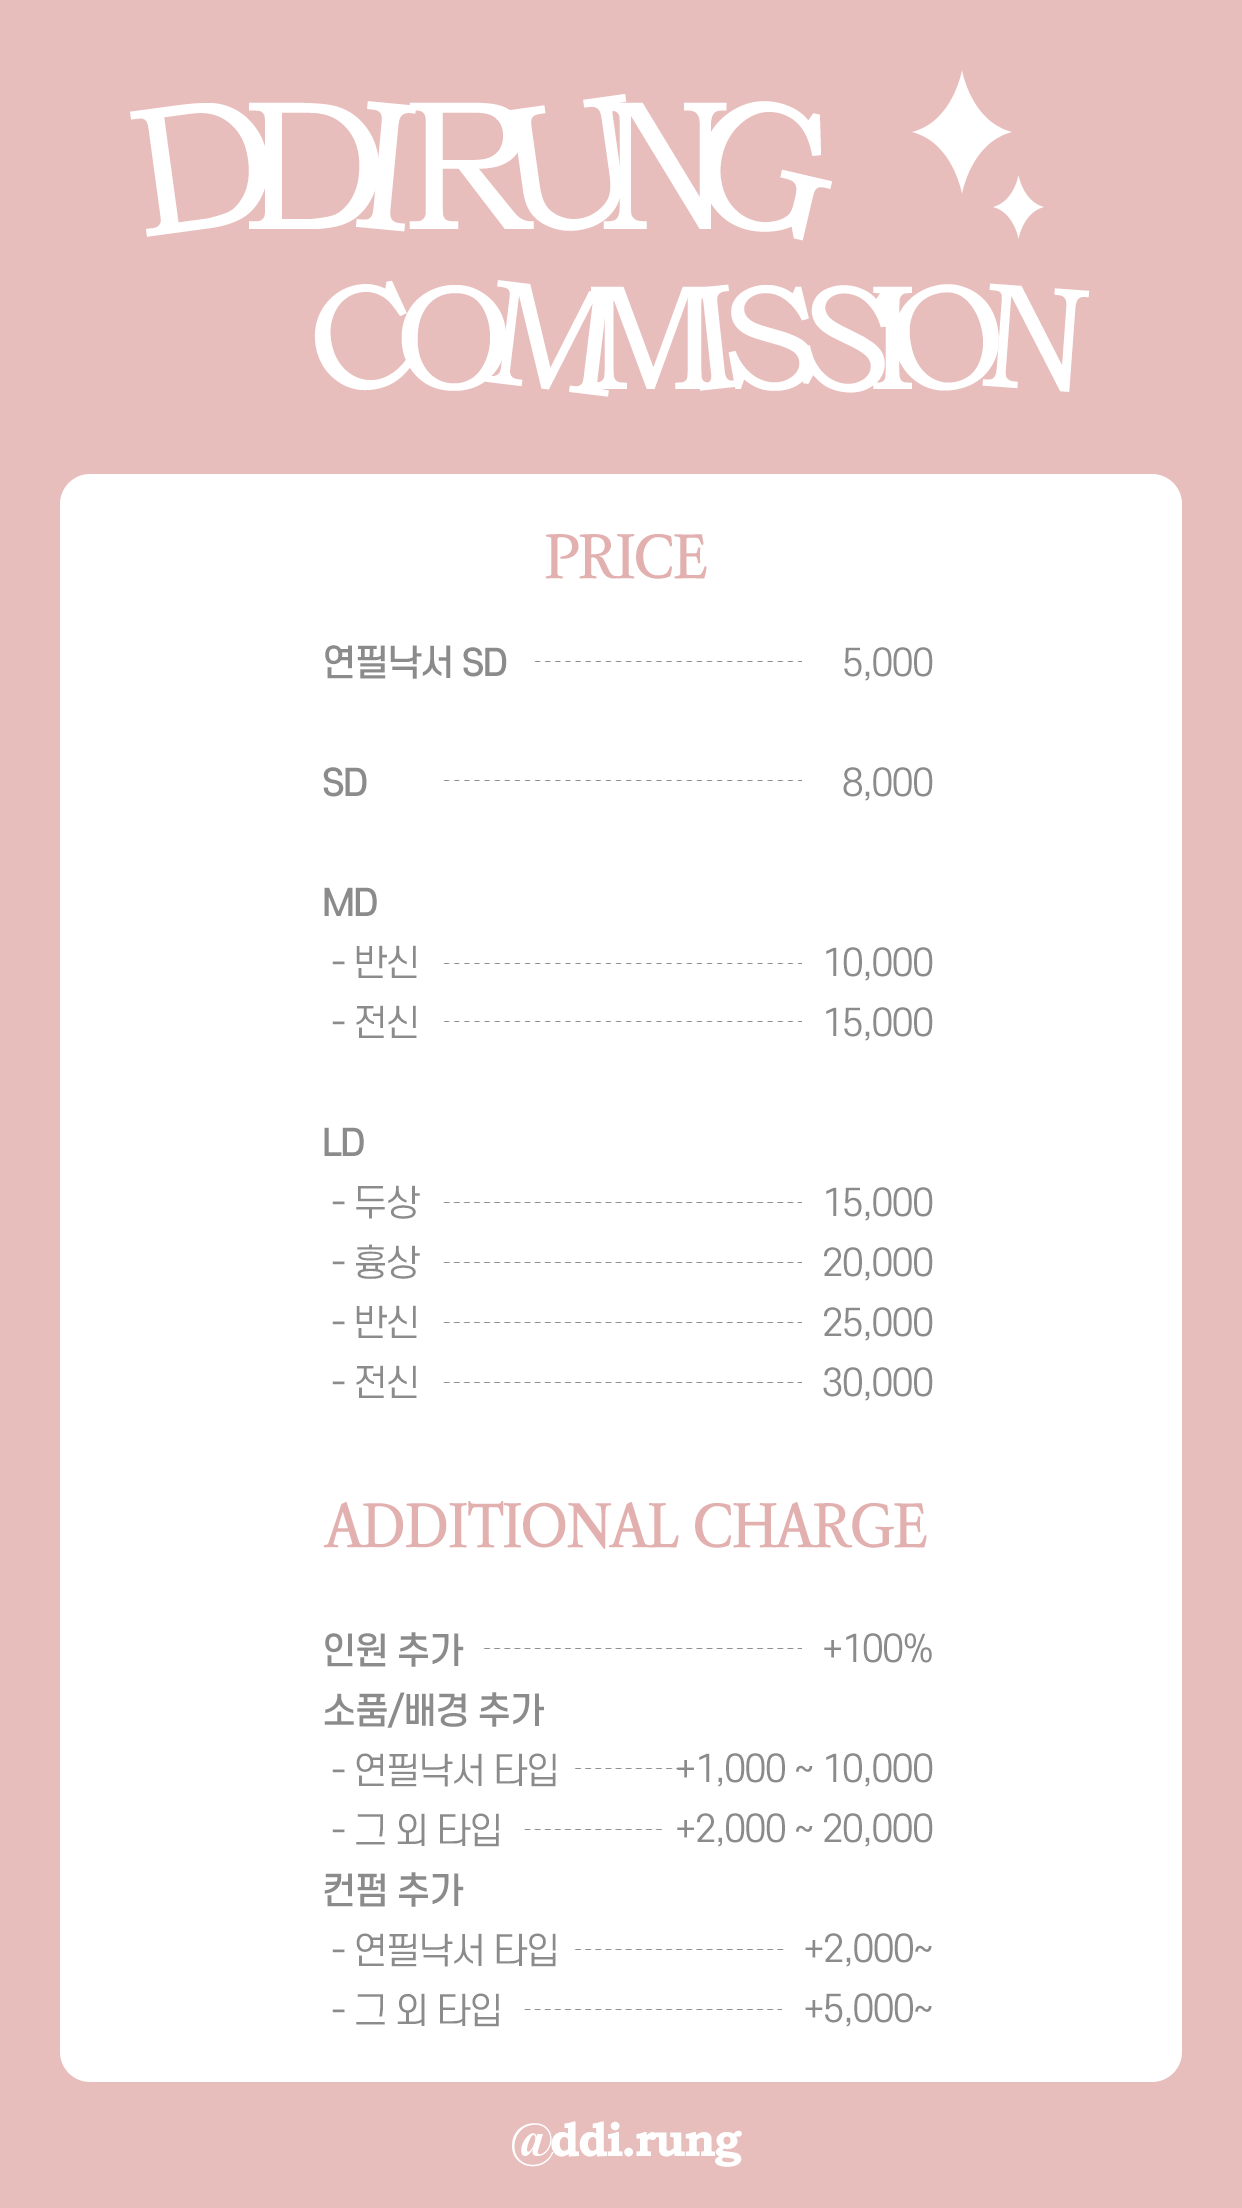 DDIRUNG
COMMISSION
PRICE
연필낙서 SD 5,000
SD 8,000
MD
- 반신 10,000
- 전신 15,000
LD
- 두상 15,000
- 흉상 20,000
- 반신 25,000
- 전신 30,000
ADDITIONAL CHARGE
인원 추가 +100%
소품/배경 추가
- 연필낙서 타입 +1,000 ~ 10,000
- 그 외 타입 +2,000 ~ 20,000
컨펌 추가
- 연필낙서 타입 +2,000~
- 그 외 타입 +5,000~
@ddi.rung